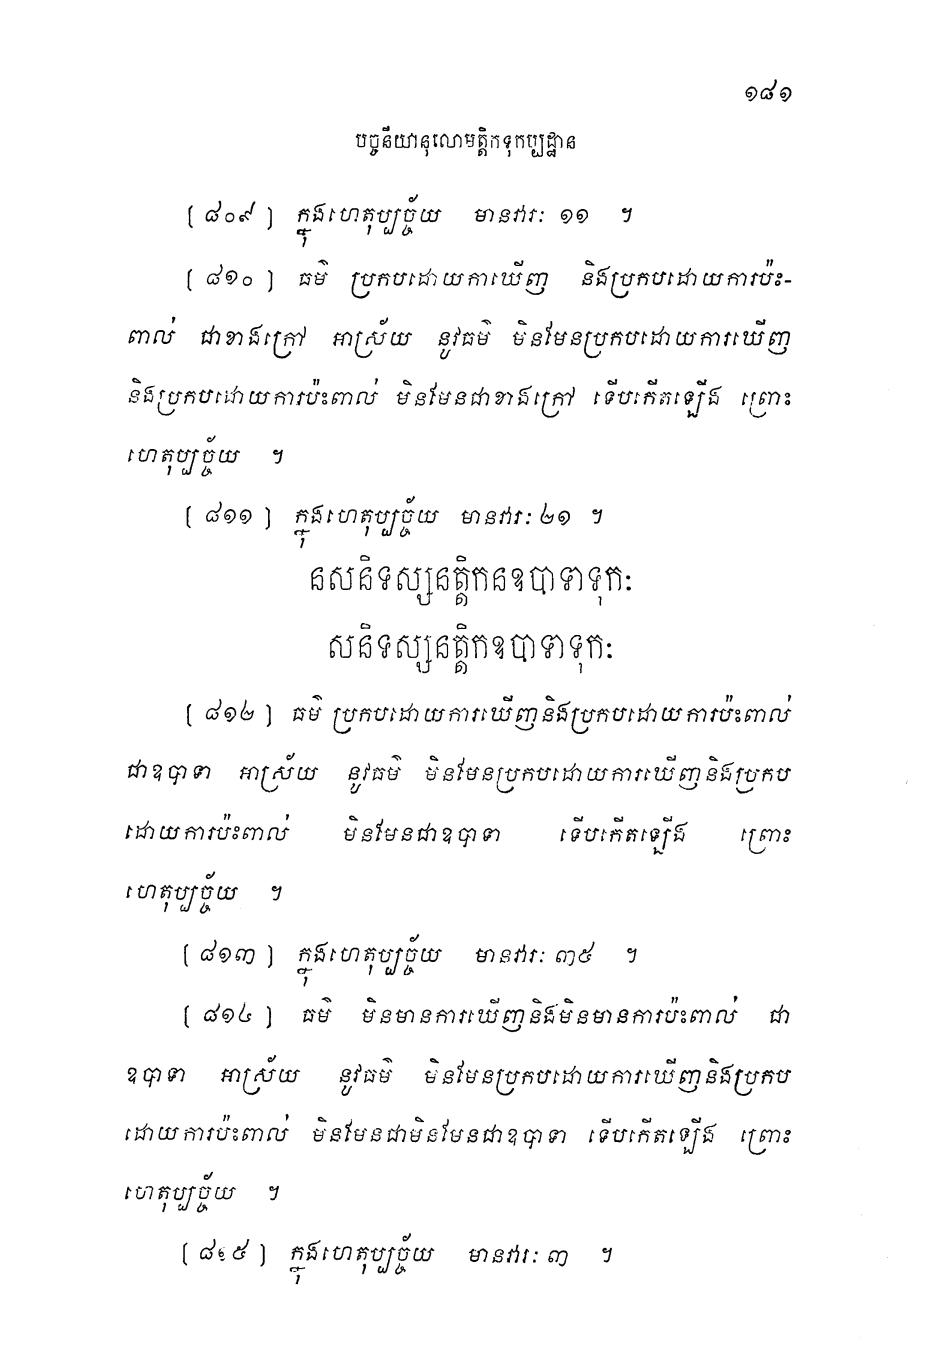 ១៨១
បច្ចនីយានុលោមត្តិកទុកប្បដ្ឋាន
[ ៨០៩ ] ក្នុងហេតុប្បច្ច័យ មានវារៈ ១១ ។
[ ៨១០ ] ធម៌ ប្រកបដោយការឃើញ និងប្រកបដោយការប៉ះ-
ពាល់ ជាខាងក្រៅ អាស្រ័យ នូវធម៌ មិនមែនប្រកបដោយការឃើញ
និងប្រកបដោយការប៉ះពាល់ មិនមែនជាខាងក្រៅ ទើបកើតឡើង ព្រោះ
ហេតុប្បច្ច័យ ។
[ ៨១១ ] ក្នុងហេតុប្បច្ច័យ មានវារៈ ២១ ។
នសនិទស្សនត្តិកនឧបាទាទុកៈ
សនិទស្សនត្តិកឧបាទាទុកៈ
[ ៨១២ ] ធម៌ ប្រកបដោយការឃើញនិងប្រកបដោយការប៉ះពាល់
ជាឧបាទា អាស្រ័យ នូវធម៌ មិនមែនប្រកបដោយការឃើញនិងប្រកប
ដោយការប៉ះពាល់ មិនមែនជាឧបាទា ទើបកើតឡើង ព្រោះ
ហេតុប្បច្ច័យ ។
[ ៨១៣ ] ក្នុងហេតុប្បច្ច័យ មានវារៈ ៣៥ ។
[ ៨១៤ ] ធម៌ មិនមានការឃើញនិងមិនមានការប៉ះពាល់ ជា
ឧបាទា អាស្រ័យ នូវធម៌ មិនមែនប្រកបដោយការឃើញនិងប្រកប
ដោយការប៉ះពាល់ មិនមែនជាមិនមែនជាឧបាទា ទើបកើតឡើង ព្រោះ
ហេតុប្បច្ច័យ ។
[ ៨១៥ ] ក្នុងហេតុប្បច្ច័យ មានវារៈ ៣ ។